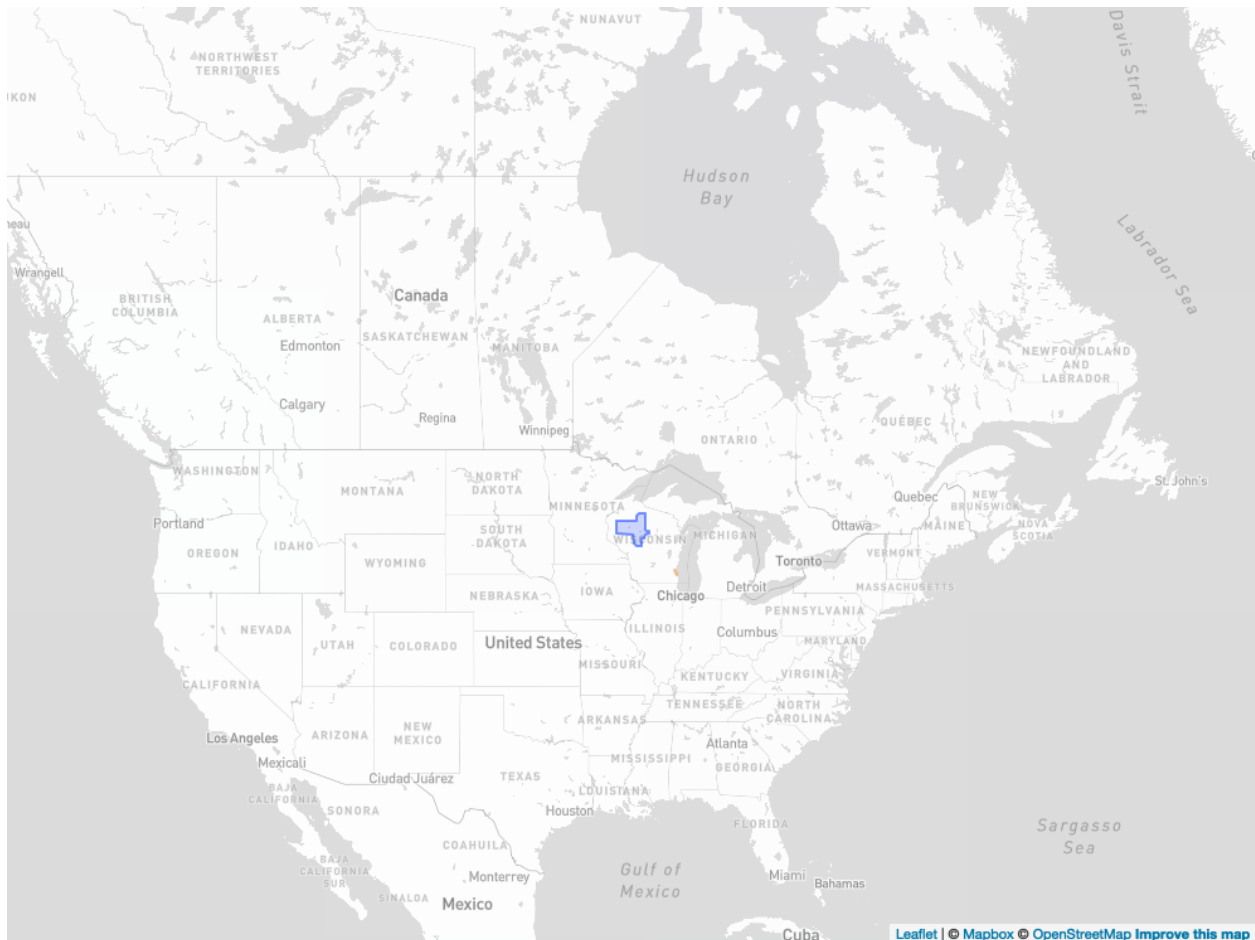 NUNAVUT
Davis Strait
NORTHWEST
TERRITORIES
KON
Hudson
Bay
Labrador Sea
eau
Wrangell
BRITISH
COLUMBIA
Canada
ALBERTA
Edmonton
SASKATCHEWAN
MANITOBA
NEWFOUNDLAND
AND
LABRADOR
Calgary
Regina
Winnipeg
ONTARIO
QUÉBEC
WASHINGTON
MONTANA
NORTH
DAKOTA
MINNESOTA
Quebec
NEW
BRUNSWICK
St. John's
Portland
OREGON
IDAHO
SOUTH
DAKOTA
WISCONSIN
MICHIGAN
Ottawa
MAINE
NOVA
SCOTIA
WYOMING
Toronto
VERMONT
NEBRASKA
IOWA
Chicago
Detroit
MASSACHUSETTS
PENNSYLVANIA
NEVADA
UTAH
COLORADO
United States
ILLINOIS
Columbus
MARYLAND
MISSOURI
KENTUCKY
VIRGINIA
CALIFORNIA
TENNESSEE
NORTH
CAROLINA
Los Angeles
ARIZONA
NEW
MEXICO
ARKANSAS
Atlanta
Mexicali
Ciudad Juárez
TEXAS
MISSISSIPPI
GEORGIA
BAJA
CALIFORNIA
SONORA
LOUISIANA
Houston
FLORIDA
Sargasso
Sea
COAHUILA
BAJA
CALIFORNIA
SUR
Monterrey
Gulf of
Mexico
Miami
Bahamas
SINALOA
Mexico
Cuba
Leaflet | © Mapbox © OpenStreetMap Improve this map